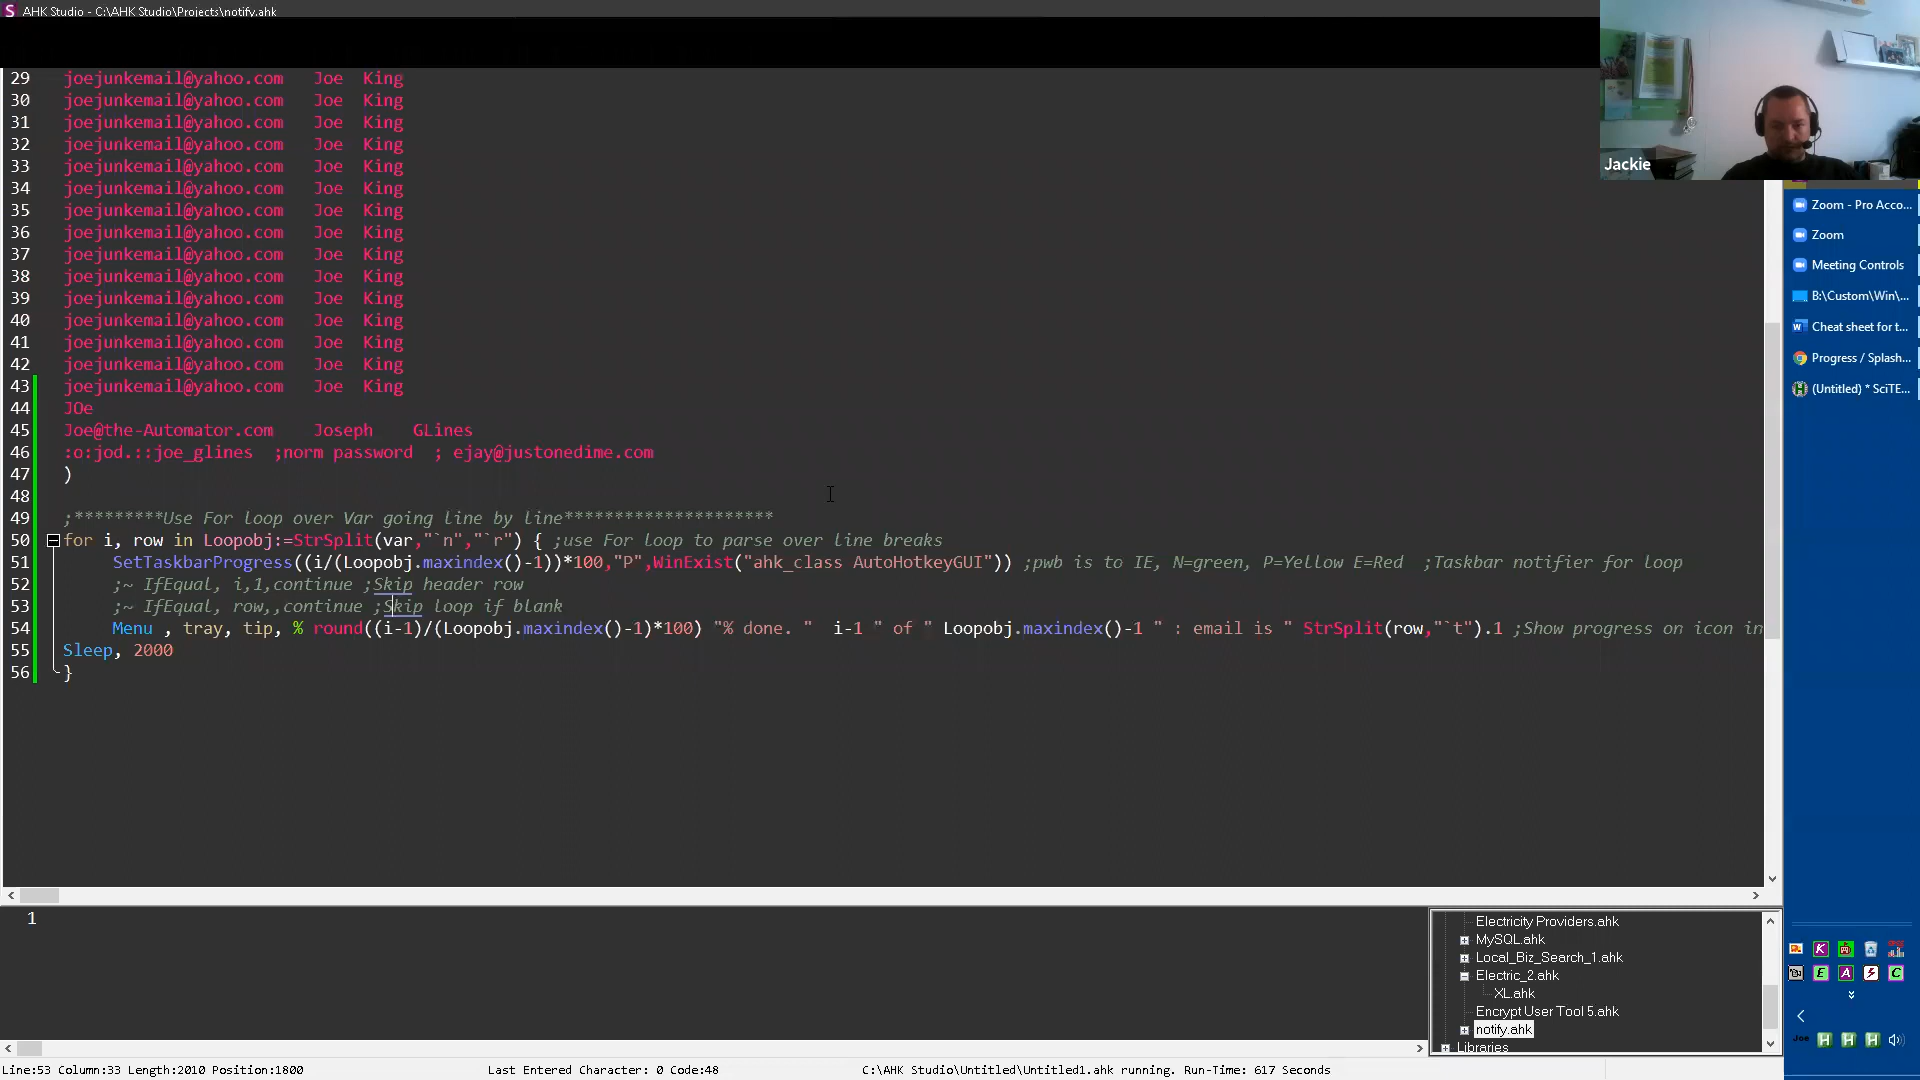 AHK Studio - C:\AHK Studio\Projects\notify.ahk
29 joejunkemail@yahoo.com Joe King
30 joejunkemail@yahoo.com Joe King
31 joejunkemail@yahoo.com Joe King
32 joejunkemail@yahoo.com Joe King
33 joejunkemail@yahoo.com Joe King
34 joejunkemail@yahoo.com Joe King
35 joejunkemail@yahoo.com Joe King
36 joejunkemail@yahoo.com Joe King
37 joejunkemail@yahoo.com Joe King
38 joejunkemail@yahoo.com Joe King
39 joejunkemail@yahoo.com Joe King
40 joejunkemail@yahoo.com Joe King
41 joejunkemail@yahoo.com Joe King
42 joejunkemail@yahoo.com Joe King
43 joejunkemail@yahoo.com Joe King
44 JOe
45 Joe@the-Automator.com Joseph GLines
46 :o:jod.::joe_glines ;norm password ; ejay@justonedime.com
47 )
48
49 ;*********Use For loop over Var going line by line*********************
50 for i, row in Loopobj:=StrSplit(var,"`n","`r") { ;use For loop to parse over line breaks
51 SetTaskbarProgress((i/(Loopobj.maxindex()-1))*100,"P",WinExist("ahk_class AutoHotkeyGUI")) ;pwb is to IE, N=green, P=Yellow E=Red ;Taskbar notifier for loop
52 ;~ IfEqual, i,1,continue ;Skip header row
53 ;~ IfEqual, row,,continue ;Skip loop if blank
54 Menu , tray, tip, % round((i-1)/(Loopobj.maxindex()-1)*100) "% done. " i-1 " of " Loopobj.maxindex()-1 " : email is " StrSplit(row,"`t").1 ;Show progress on icon in
55 Sleep, 2000
56 }
Jackie
Zoom - Pro Acco...
Zoom
Meeting Controls
B:\Custom\Win\...
Cheat sheet for t...
Progress / Splash...
(Untitled) * SciTE...
1
Electricity Providers.ahk
MySQL.ahk
Local_Biz_Search_1.ahk
Electric_2.ahk
XL.ahk
Encrypt User Tool 5.ahk
notify.ahk
Libraries
Line:53 Column:33 Length:2010 Position:1800 Last Entered Character: 0 Code:48 C:\AHK Studio\Untitled\Untitled1.ahk running. Run-Time: 617 Seconds